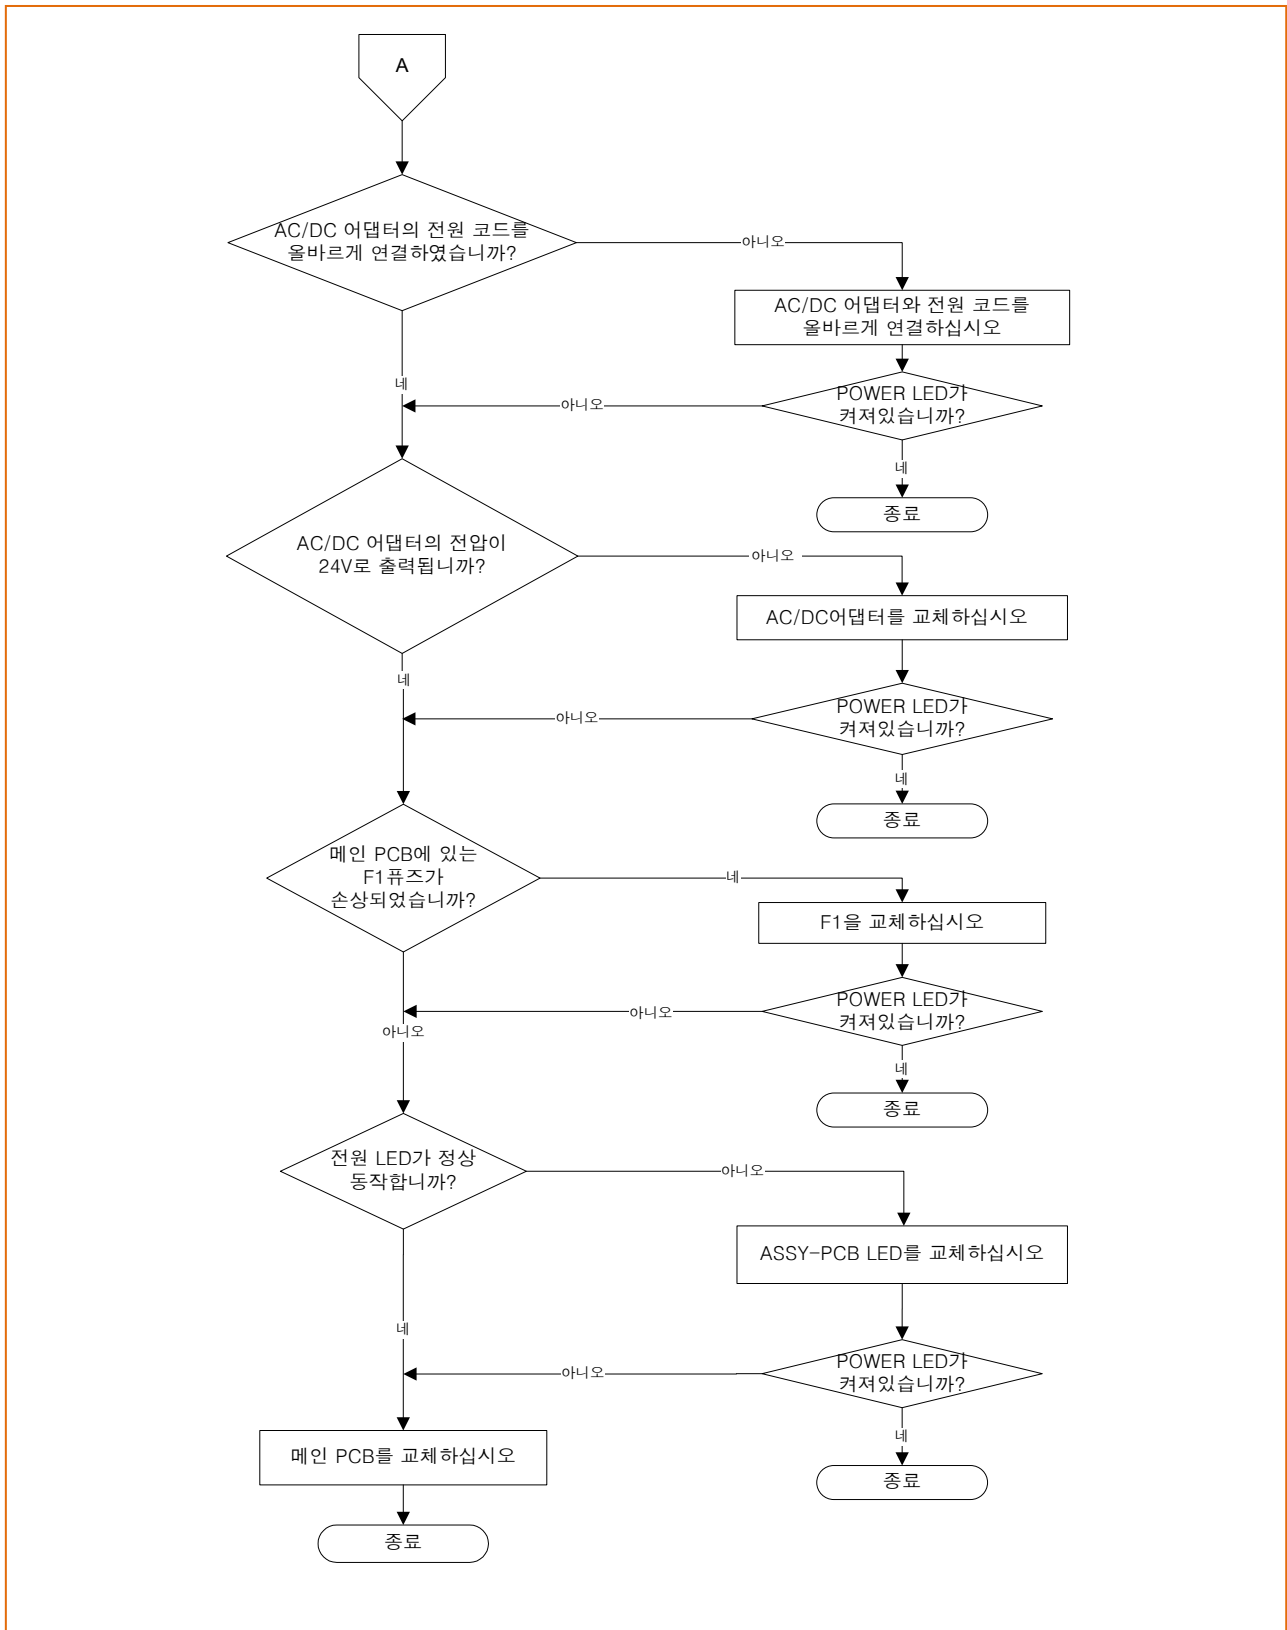 A
AC/DC 어댑터의 전원 코드를
올바르게 연결하였습니까?
아니오
AC/DC 어댑터와 전원 코드를
올바르게 연결하십시오
네
아니오
POWER LED가
켜져있습니까?
네
종료
AC/DC 어댑터의 전압이
24V로 출력됩니까?
아니오
AC/DC어댑터를 교체하십시오
네
아니오
POWER LED가
켜져있습니까?
네
종료
메인 PCB에 있는
F1퓨즈가
손상되었습니까?
네
F1을 교체하십시오
아니오
POWER LED가
켜져있습니까?
아니오
네
종료
전원 LED가 정상
동작합니까?
아니오
ASSY-PCB LED를 교체하십시오
네
아니오
POWER LED가
켜져있습니까?
네
메인 PCB를 교체하십시오
종료
종료